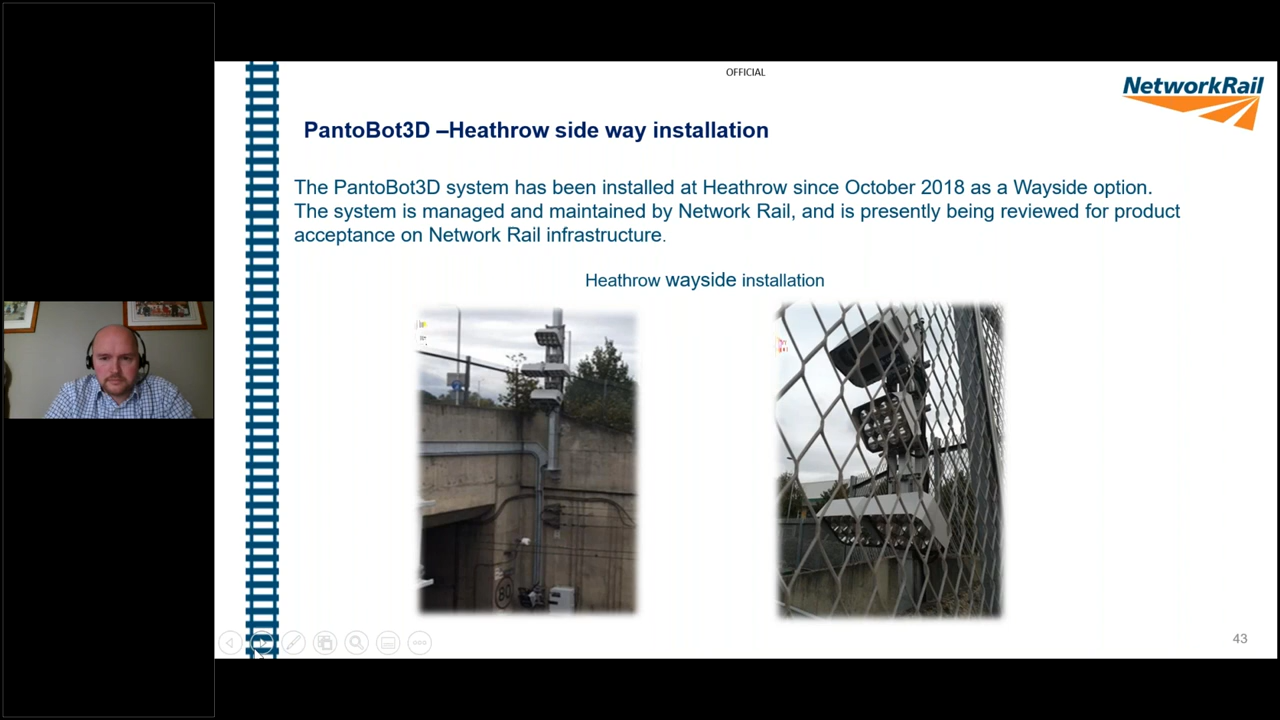 OFFICIAL
NetworkRail
PantoBot3D –Heathrow side way installation
The PantoBot3D system has been installed at Heathrow since October 2018 as a Wayside option.
The system is managed and maintained by Network Rail, and is presently being reviewed for product
acceptance on Network Rail infrastructure.
Heathrow wayside installation
80
43